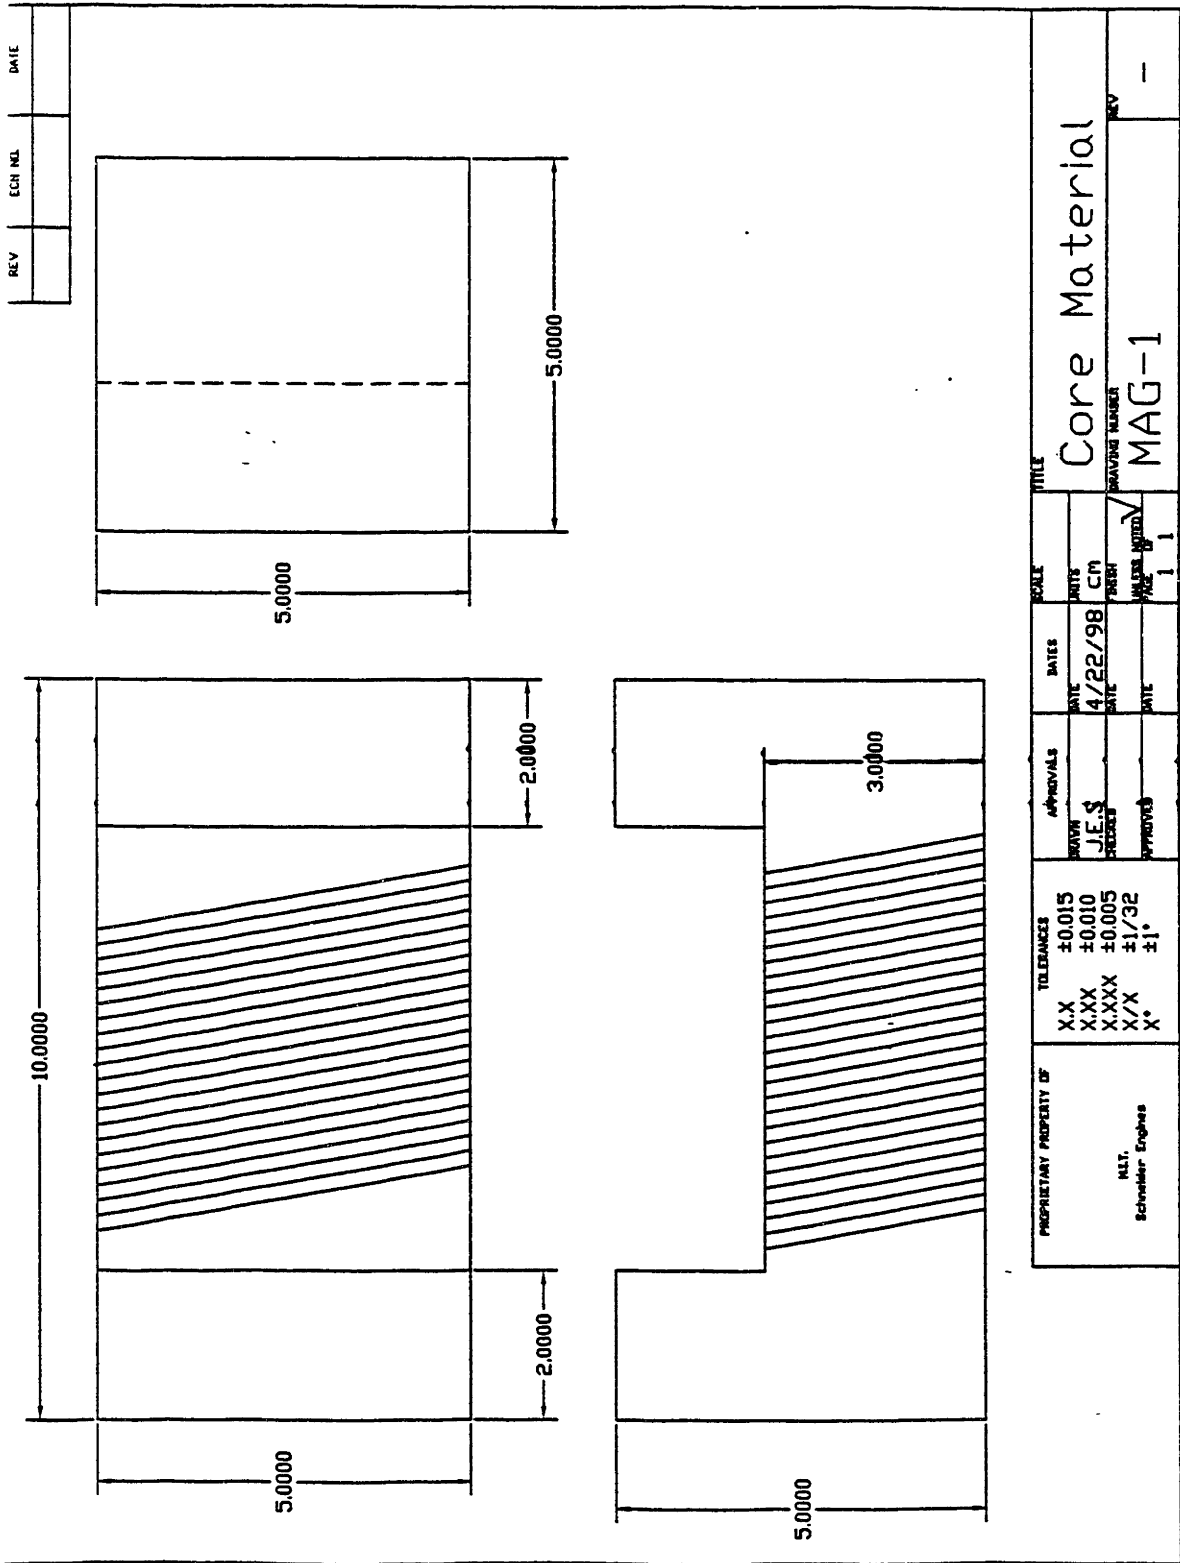 REV ECN NO. DATE
10.0000
5.0000
2.0000
2.0000
5.0000
5.0000
5.0000
3.0000
PROPRIETARY PROPERTY OF
M.I.T.
Schneider Engines
TOLERANCES
X.X ±0.015
X.XX ±0.010
X.XXX ±0.005
X/X ±1/32
X° ±1°
APPROVALS DATES
DRAWN DATE
J.E.S 4/22/98
CHECKED DATE
APPROVED DATE
SCALE
UNITS
CM
FINISH
UNLESS NOTED √
PAGE OF
1 1
TITLE
Core Material
DRAWING NUMBER REV
MAG-1 -